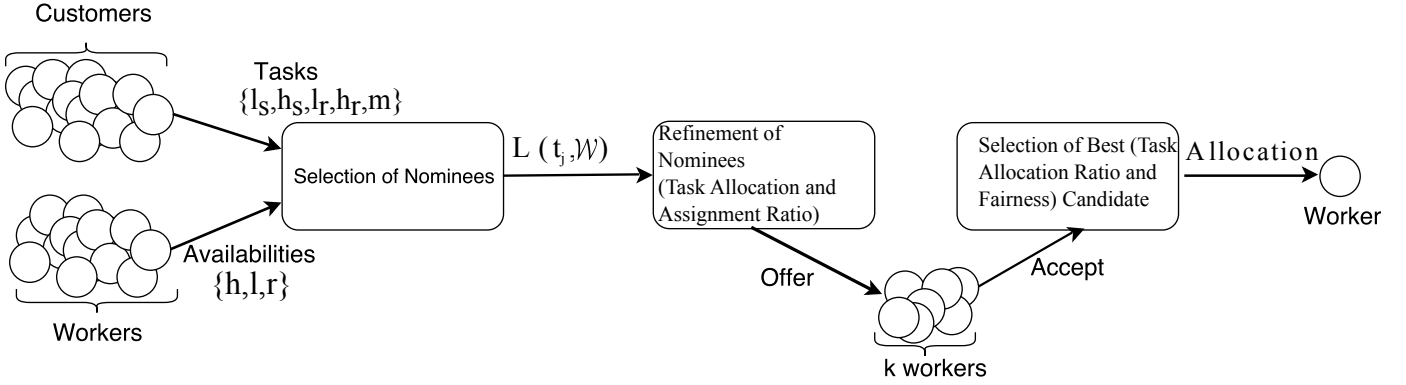 Customers
Tasks
{ls,hs,lr,hr,m}
Selection of Nominees
L (tj,W)
Refinement of
Nominees
(Task Allocation and
Assignment Ratio)
Selection of Best (Task
Allocation Ratio and
Fairness) Candidate
Allocation
Worker
Availabilities
{h,l,r}
Workers
Offer
Accept
k workers